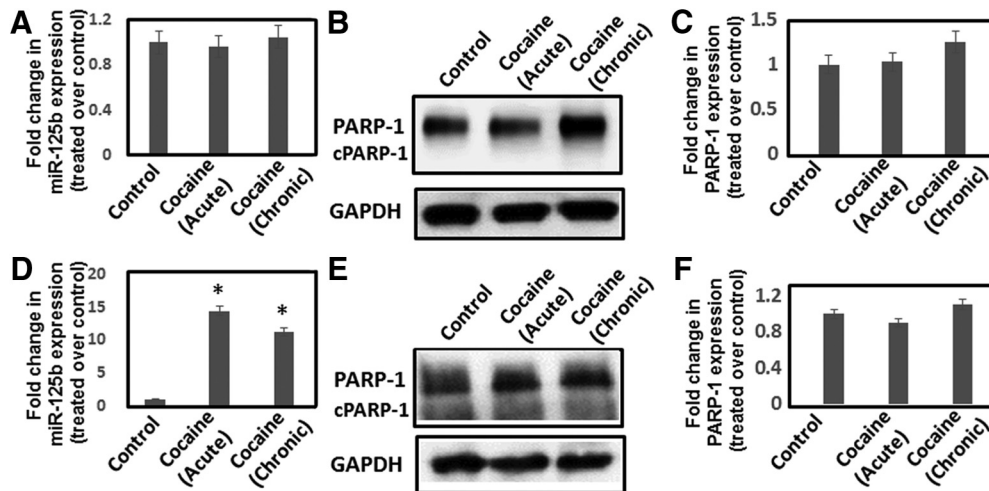 A
Fold change in
miR-125b expression
(treated over control)
1.2
0.8
0.4
0
Control
Cocaine
(Acute)
Cocaine
(Chronic)
B
Control
Cocaine
(Acute)
Cocaine
(Chronic)
PARP-1
cPARP-1
GAPDH
C
Fold change in
PARP-1 expression
(treated over control)
1.5
1
0.5
0
Control
Cocaine
(Acute)
Cocaine
(Chronic)
D
Fold change in
miR-125b expression
(treated over control)
20
15
10
5
0
*
*
Control
Cocaine
(Acute)
Cocaine
(Chronic)
E
Control
Cocaine
(Acute)
Cocaine
(Chronic)
PARP-1
cPARP-1
GAPDH
F
Fold change in
PARP-1 expression
(treated over control)
1.2
0.8
0.4
0
Control
Cocaine
(Acute)
Cocaine
(Chronic)